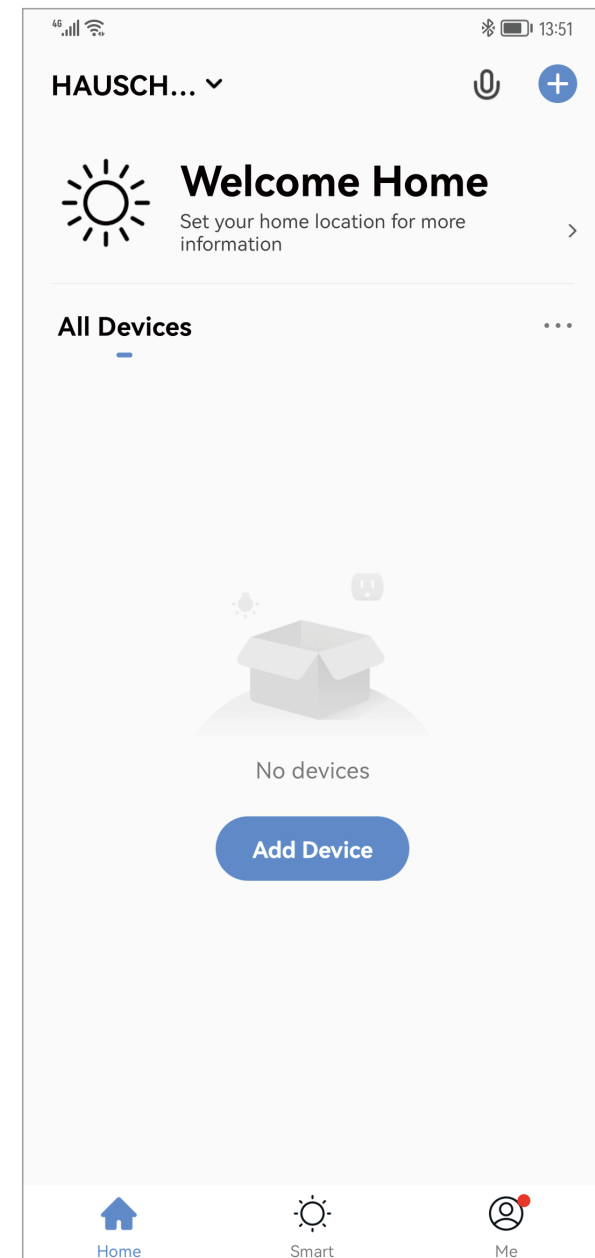 4G 13:51
HAUSCH...
Welcome Home
Set your home location for more
information
All Devices
No devices
Add Device
Home Smart Me